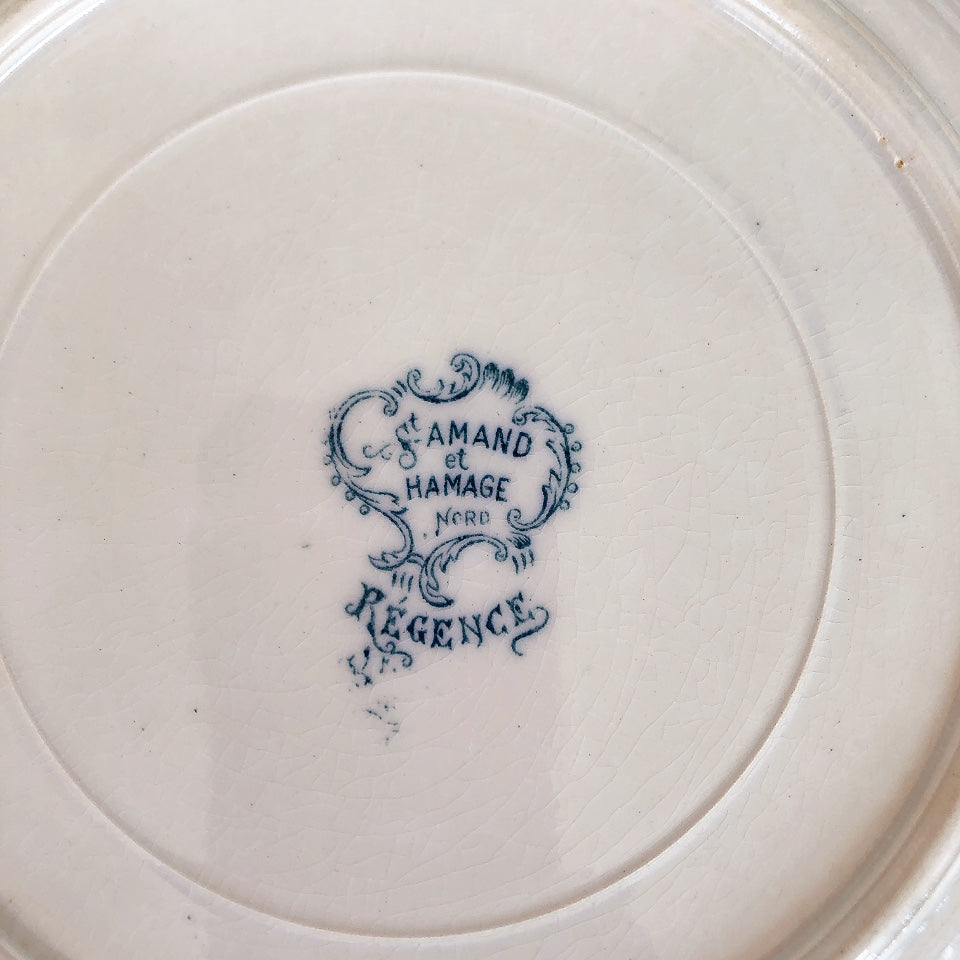 St AMAND
et
HAMAGE
NORD
RÉGENCE